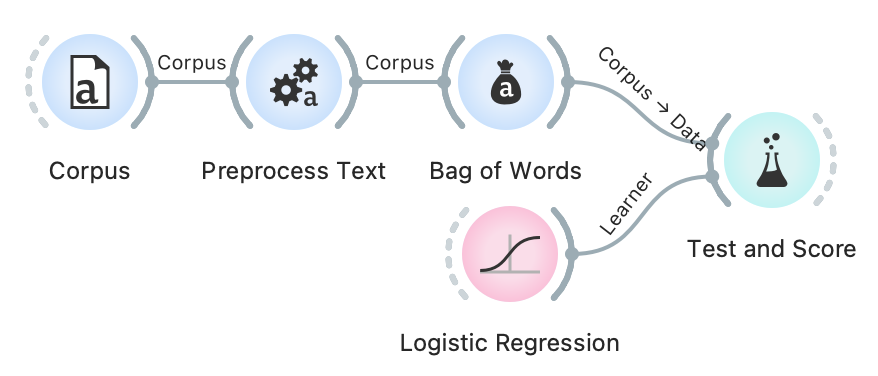 Corpus
Corpus
Corpus → Data
a
a
a
Corpus
Preprocess Text
Bag of Words
Learner
Test and Score
Logistic Regression